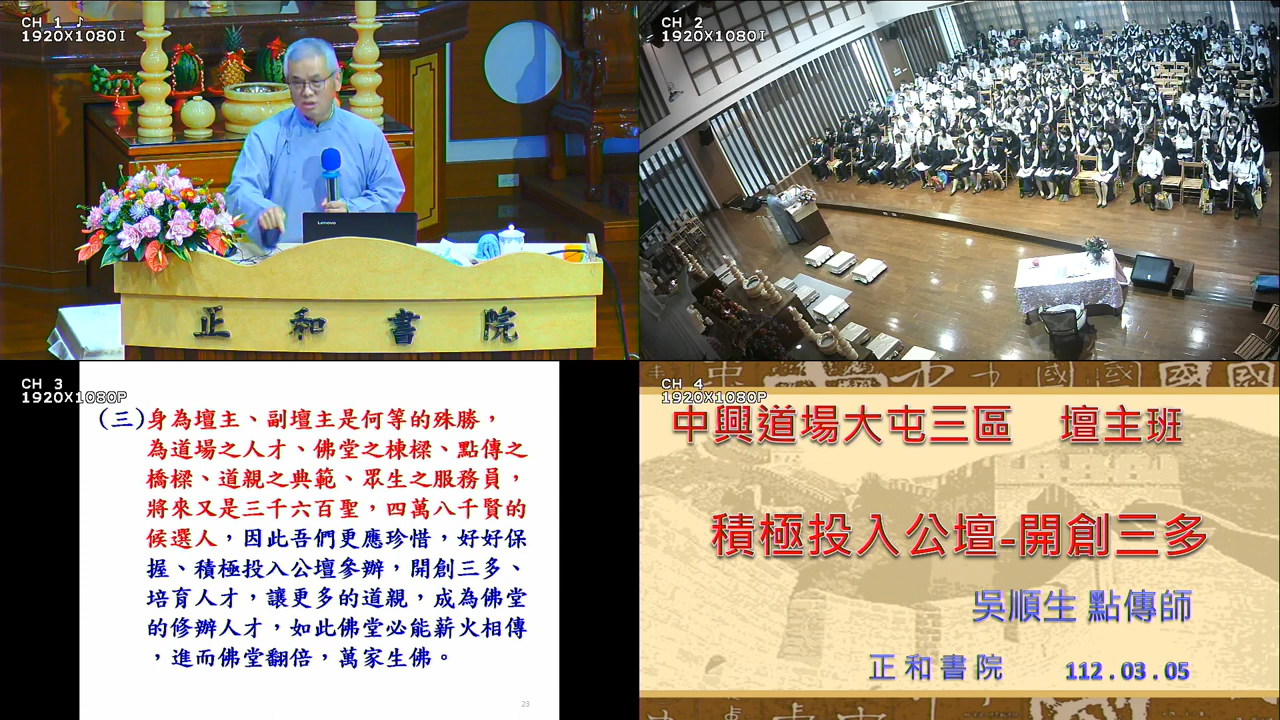 CH 1 ♪
1920X1080I
Lenovo
正和書院
CH 2
1920X1080I
CH 3
1920X1080P
(三)身為壇主、副壇主是何等的殊勝，
為道場之人才、佛堂之棟樑、點傳之
橋樑、道親之典範、眾生之服務員，
將來又是三千六百聖，四萬八千賢的
候選人，因此吾們更應珍惜，好好保
握、積極投入公壇參辦，開創三多、
培育人才，讓更多的道親，成為佛堂
的修辦人才，如此佛堂必能薪火相傳
，進而佛堂翻倍，萬家生佛。
23
CH 4
1920X1080P
中興道場大屯三區 壇主班
積極投入公壇-開創三多
吳順生 點傳師
正和書院 112.03.05